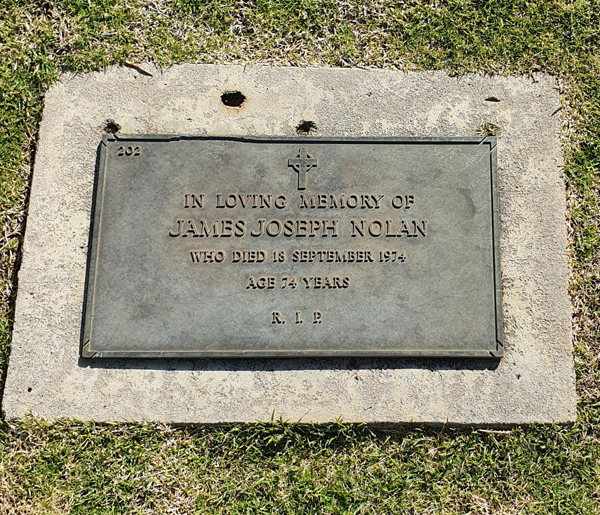 202
IN LOVING MEMORY OF
JAMES JOSEPH NOLAN
WHO DIED 18 SEPTEMBER 1974
AGE 74 YEARS
R. I. P.